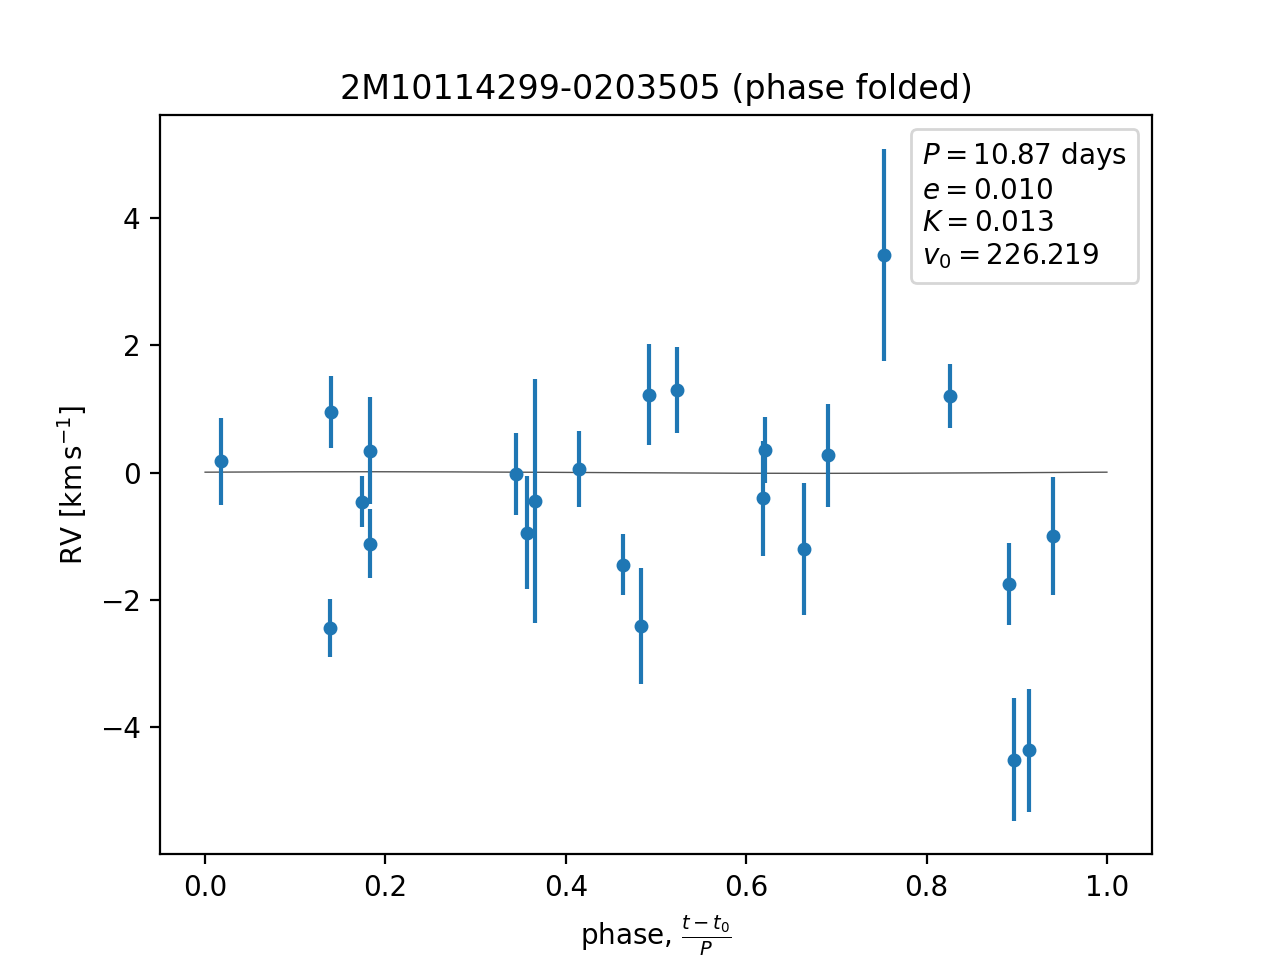 2M10114299-0203505 (phase folded)
P = 10.87 days
e = 0.010
K = 0.013
v₀ = 226.219
RV [km s⁻¹]
4
2
0
−2
−4
0.0 0.2 0.4 0.6 0.8 1.0
phase, (t − t₀)/P